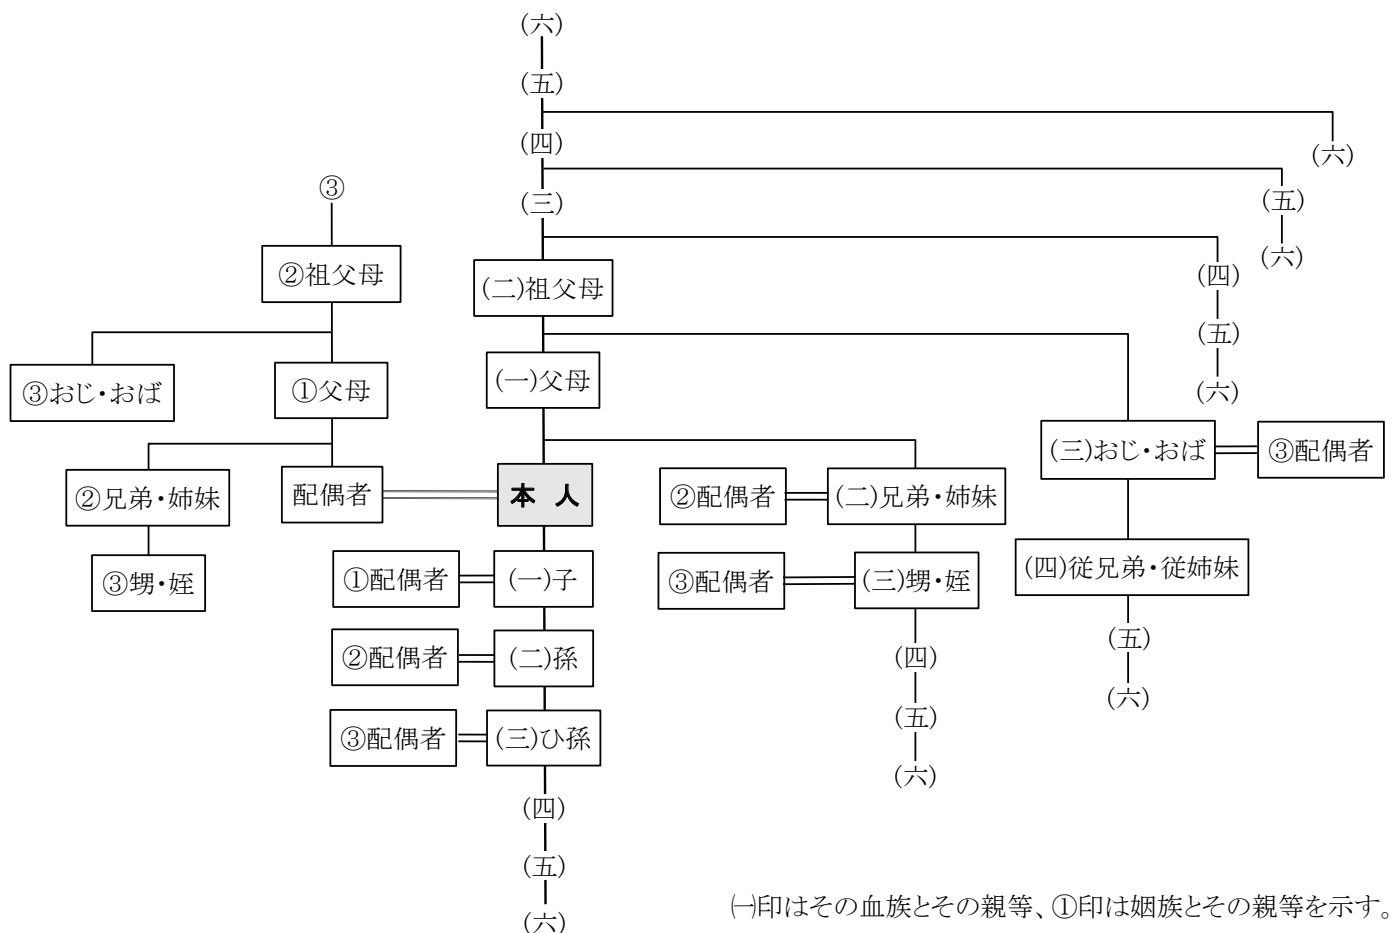 (六)
(五)
(四)
(六)
③
(三)
(五)
(六)
②祖父母
(二)祖父母
(四)
(五)
(六)
③おじ・おば
①父母
(一)父母
(三)おじ・おば
③配偶者
②兄弟・姉妹
配偶者
本 人
②配偶者
(二)兄弟・姉妹
③甥・姪
①配偶者
(一)子
③配偶者
(三)甥・姪
(四)従兄弟・従姉妹
②配偶者
(二)孫
(四)
(五)
(六)
③配偶者
(三)ひ孫
(五)
(六)
(四)
(五)
(六)
㈠印はその血族とその親等、①印は姻族とその親等を示す。